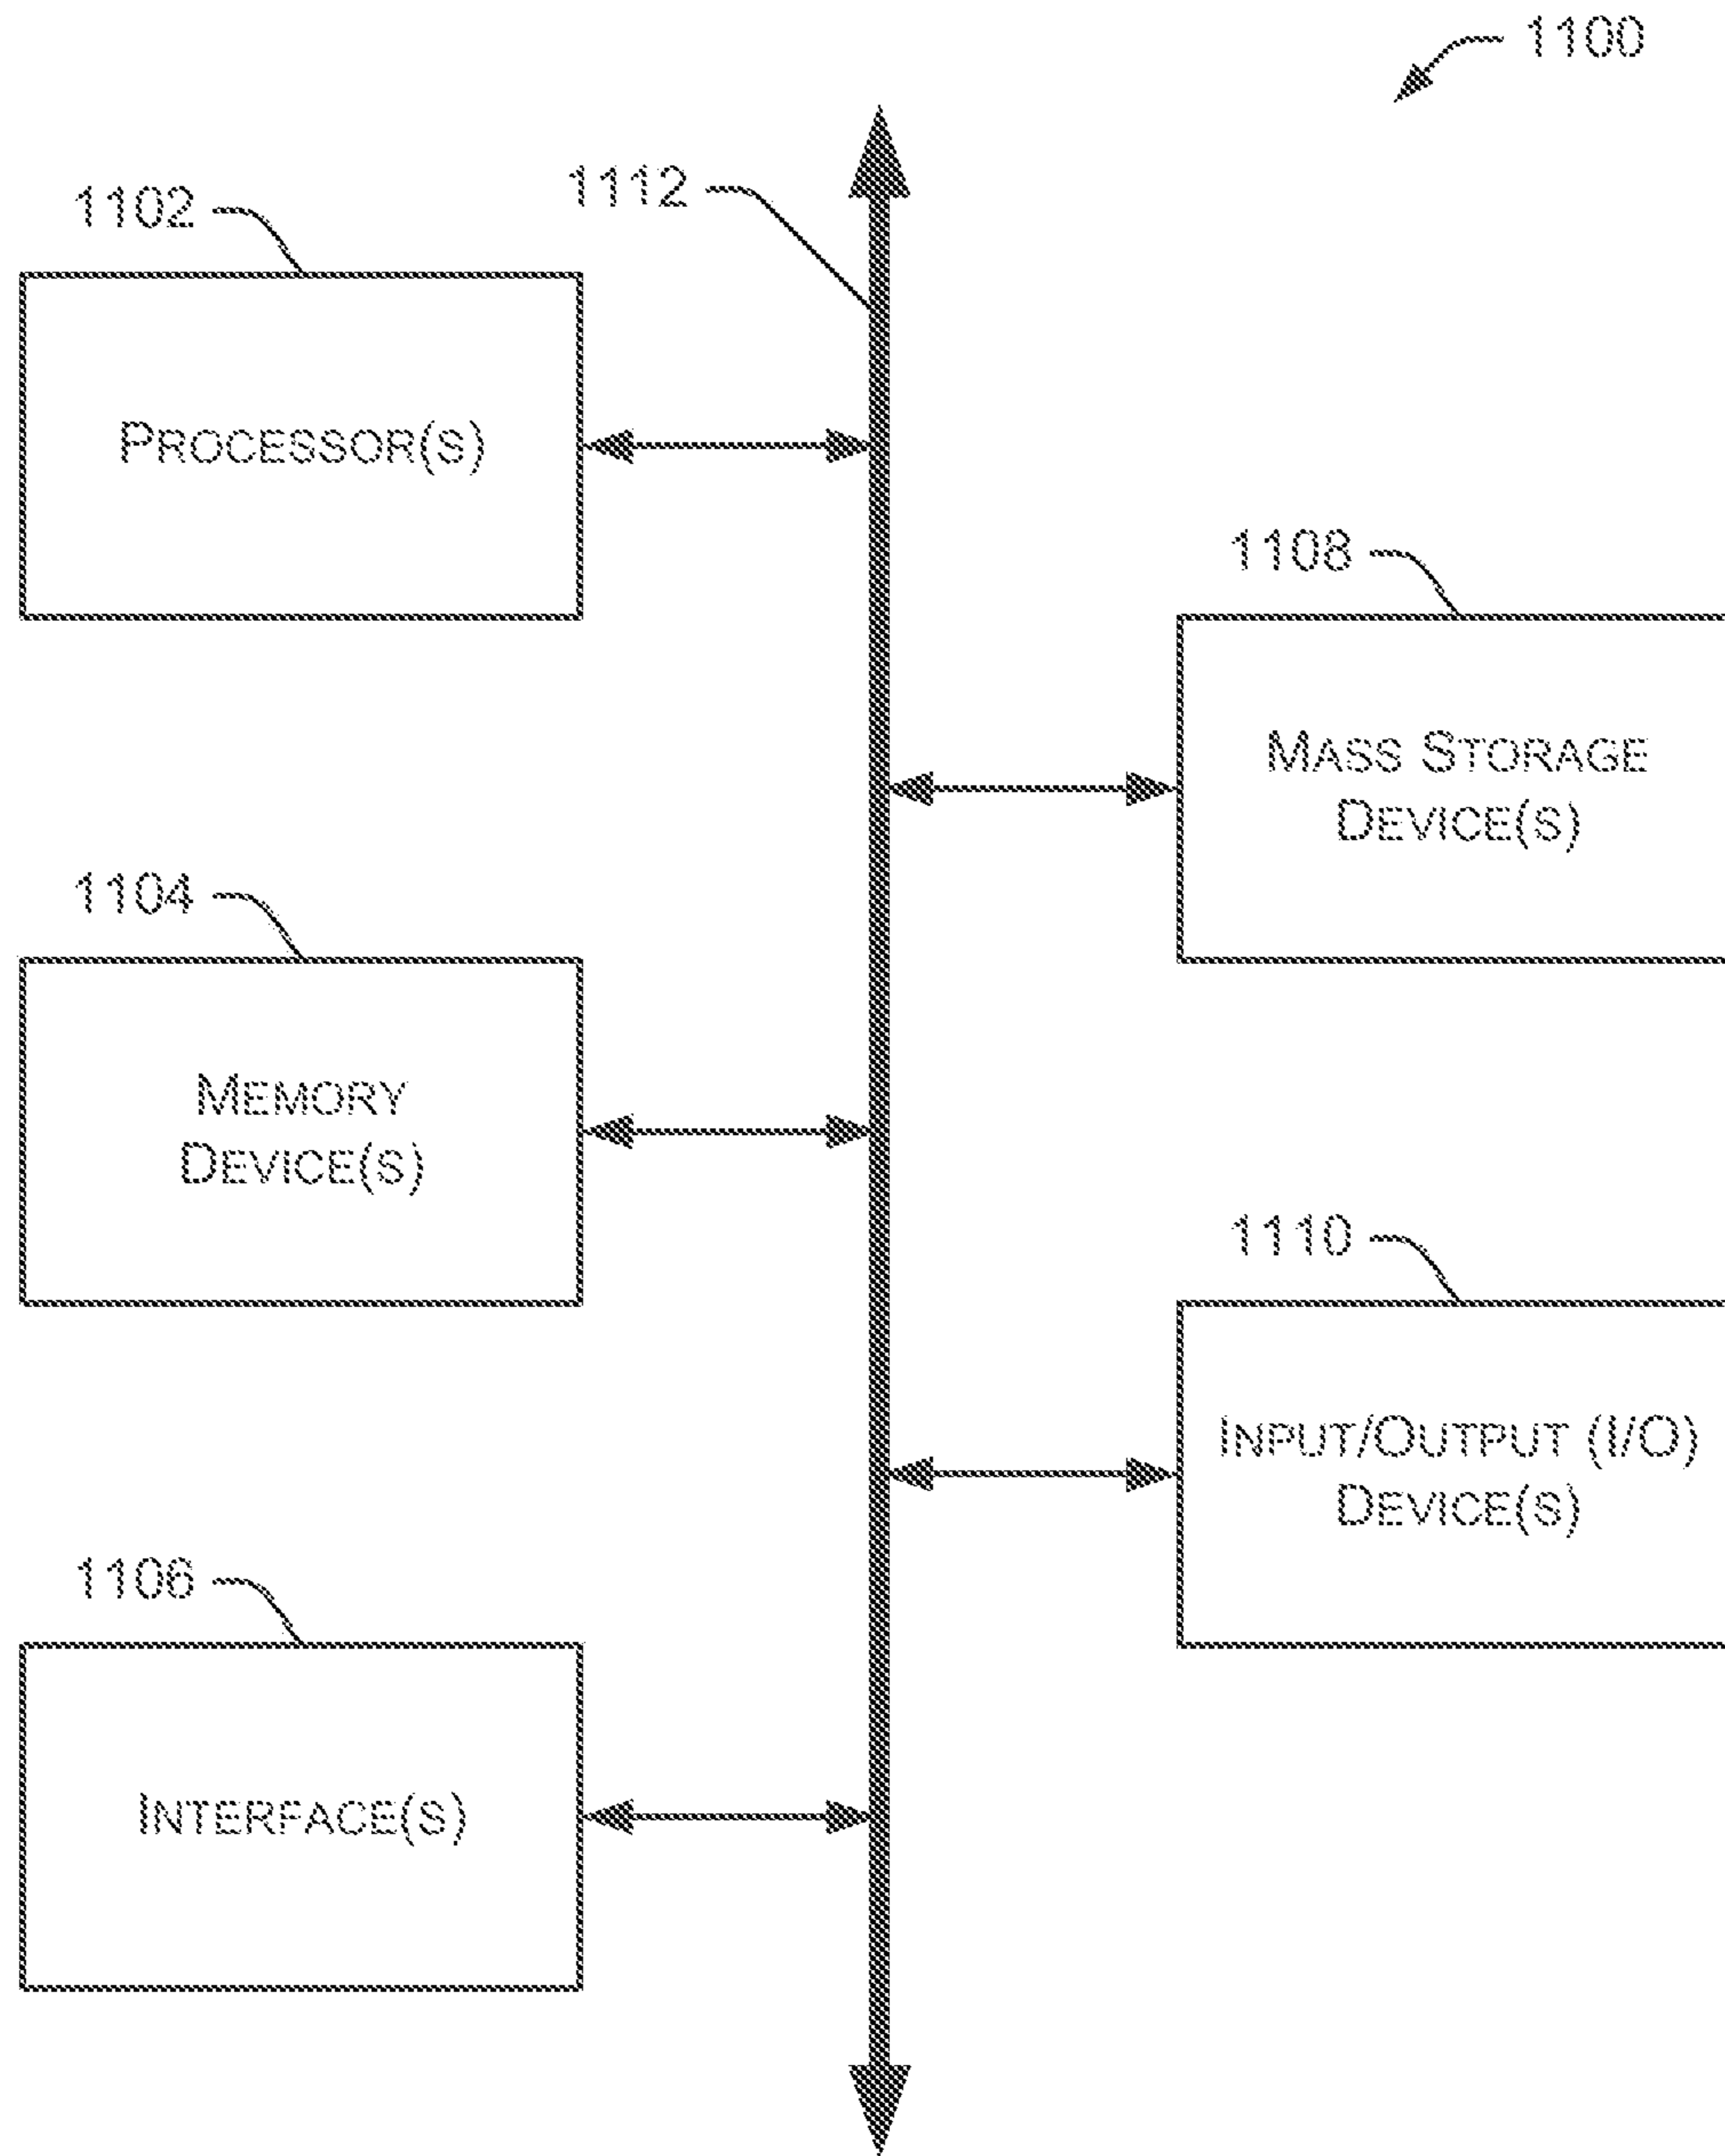 1100
1112
1102
PROCESSOR(S)
1108
MASS STORAGE
DEVICE(S)
1104
MEMORY
DEVICE(S)
1110
INPUT/OUTPUT (I/O)
DEVICE(S)
1106
INTERFACE(S)